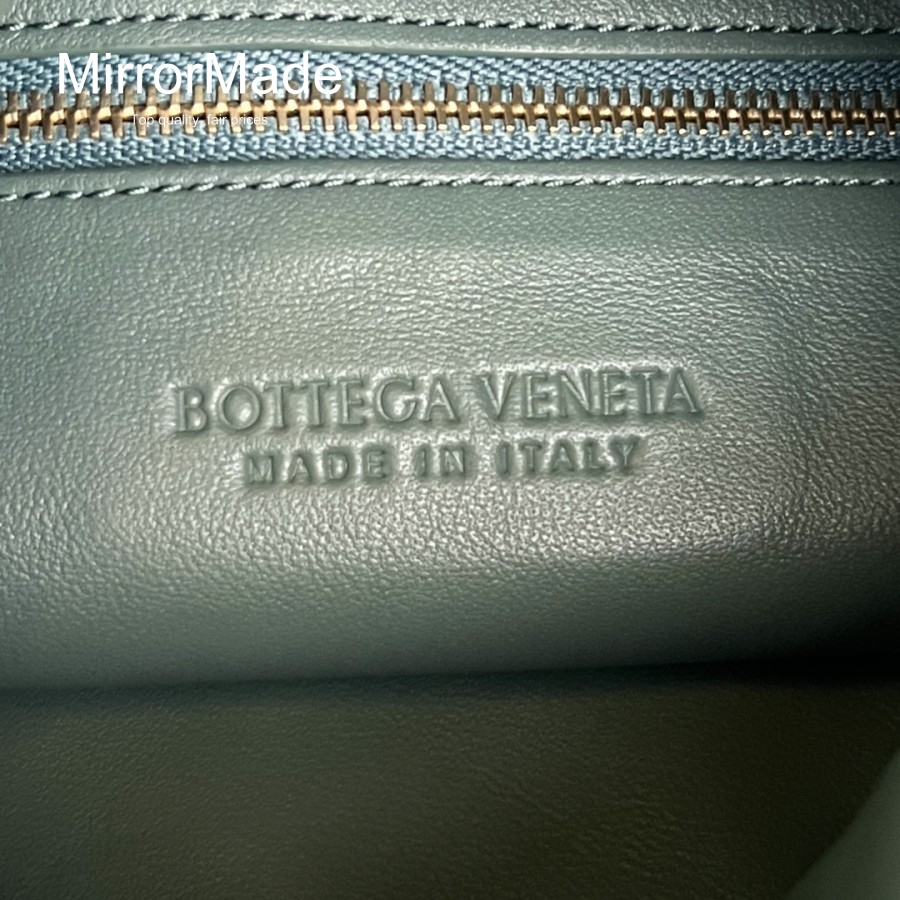 MirrorMade
Top quality, fair prices.
BOTTEGA VENETA
MADE IN ITALY